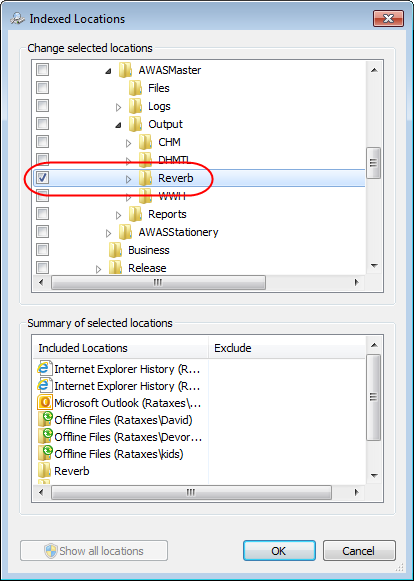 Indexed Locations
Change selected locations
AWASMaster
Files
Logs
Output
CHM
DHMTL
Reverb
WWH
Reports
AWASStationery
Business
Release
Summary of selected locations
Included Locations Exclude
Internet Explorer History (R...
Internet Explorer History (R...
Microsoft Outlook (Rataxes\...
Offline Files (Rataxes\David)
Offline Files (Rataxes\Devor...
Offline Files (Rataxes\kids)
Reverb
Show all locations OK Cancel